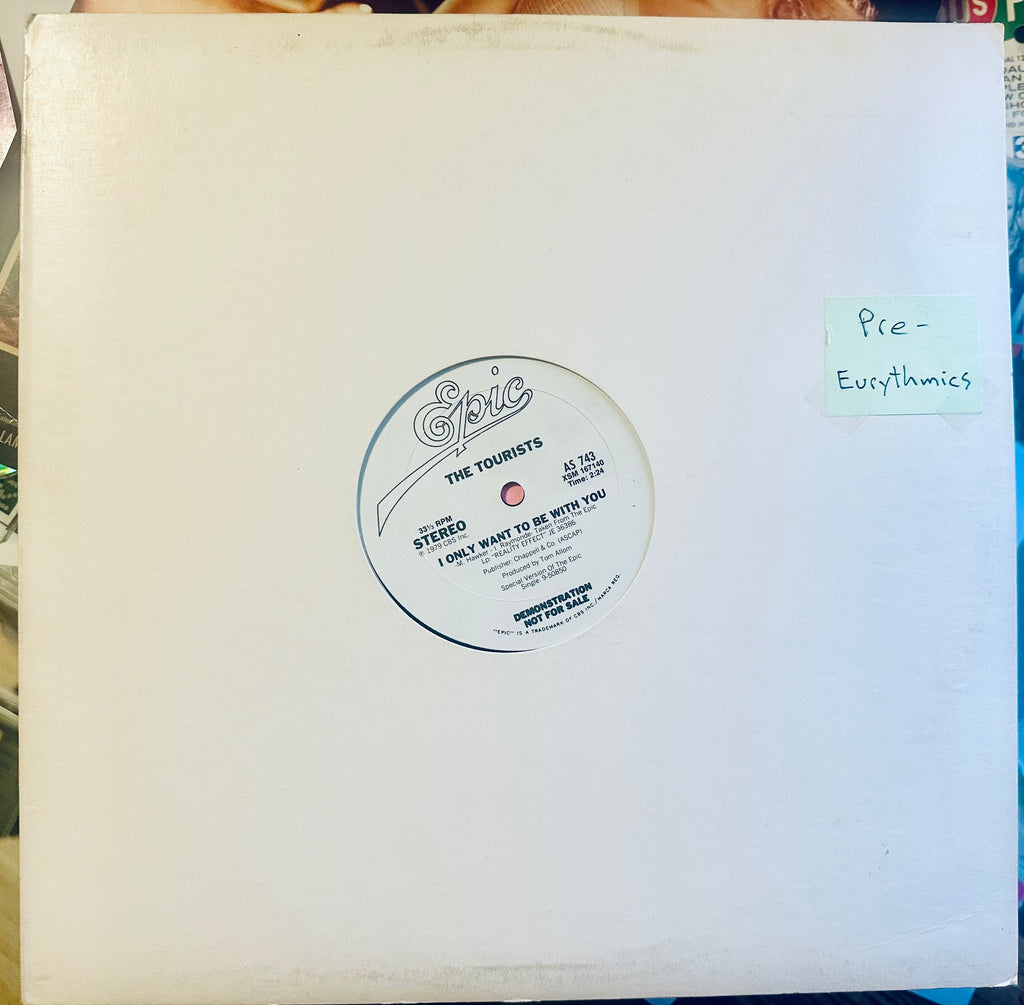 Pre-
Eurythmics
Epic
THE TOURISTS
AS 743
XSM 167140
Time: 2:24
33⅓ RPM
STEREO
℗ 1979 CBS Inc.
I ONLY WANT TO BE WITH YOU
-M. Hawker - I. Raymonde- Taken From The Epic
LP: "REALITY EFFECT" JE 36386
Publisher: Chappell & Co. (ASCAP)
Produced by Tom Allom
Special Version Of The Epic
Single: 9-50850
DEMONSTRATION
NOT FOR SALE
"EPIC" IS A TRADEMARK OF CBS INC./MARCA REG.